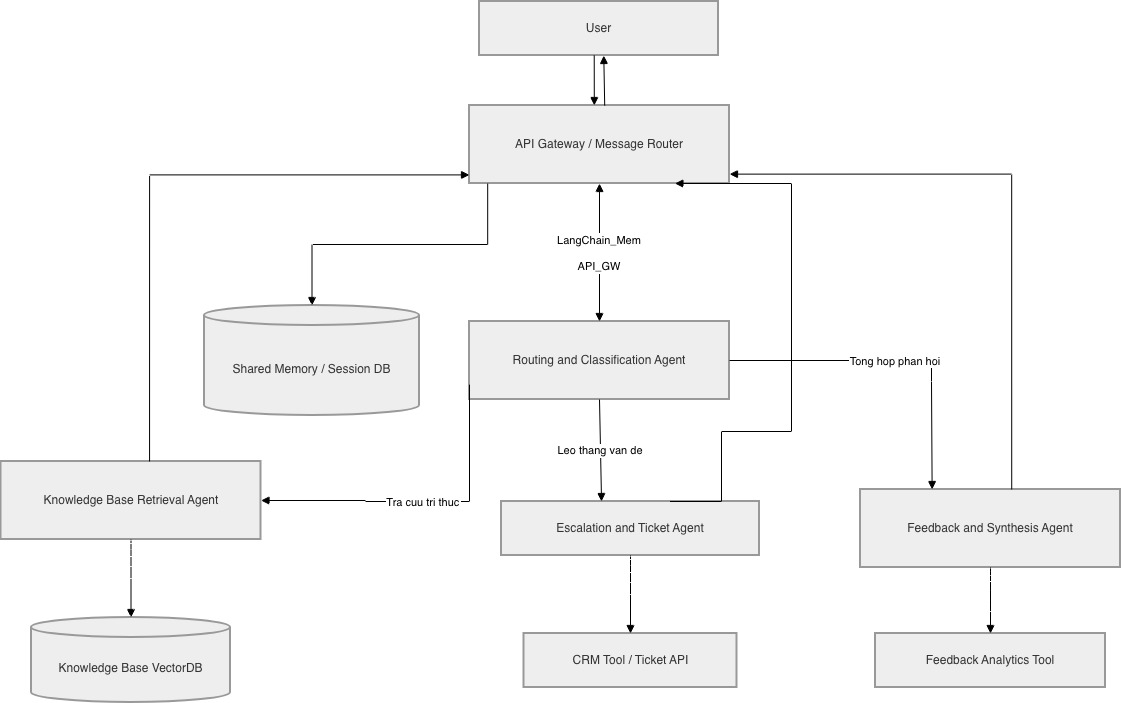 User
API Gateway / Message Router
LangChain_Mem
API_GW
Shared Memory / Session DB
Routing and Classification Agent
Tong hop phan hoi
Leo thang van de
Knowledge Base Retrieval Agent
Tra cuu tri thuc
Escalation and Ticket Agent
Feedback and Synthesis Agent
Knowledge Base VectorDB
CRM Tool / Ticket API
Feedback Analytics Tool